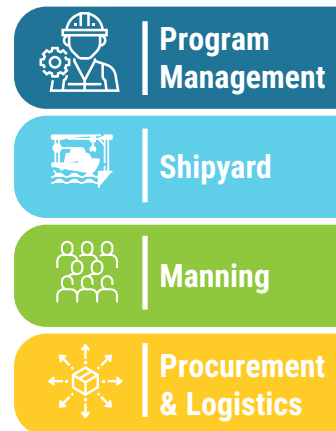 Program
Management
Shipyard
Manning
Procurement
& Logistics